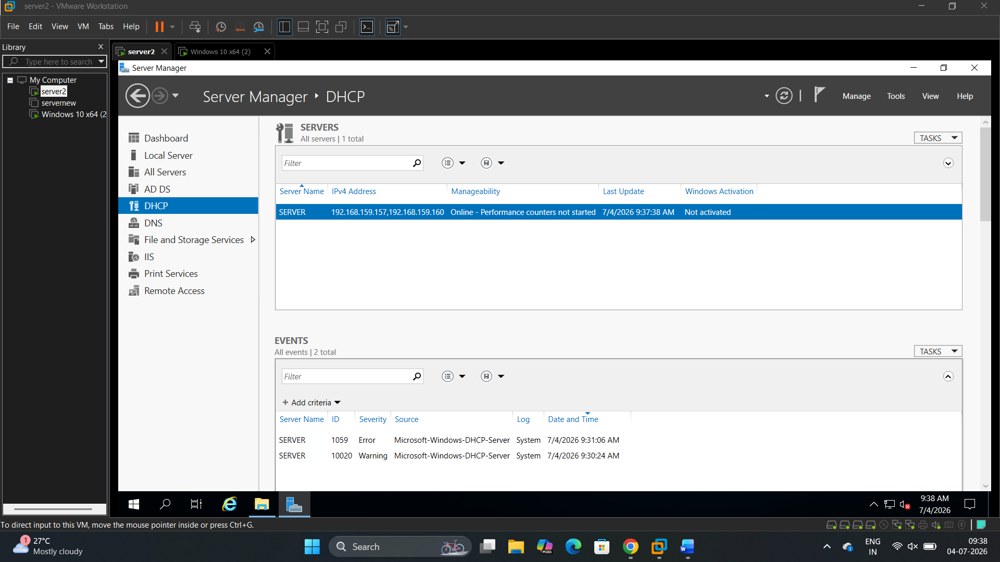 server2 - VMware Workstation
File Edit View VM Tabs Help
Library
server2
Windows 10 x64 (2)
Type here to search
My Computer
server2
servernew
Windows 10 x64 (2
Server Manager
Server Manager DHCP
Manage Tools View Help
Dashboard
Local Server
All Servers
AD DS
DHCP
DNS
File and Storage Services
IIS
Print Services
Remote Access
SERVERS
All servers | 1 total
TASKS
Filter
Server Name IPv4 Address Manageability Last Update Windows Activation
SERVER 192.168.159.157,192.168.159.160 Online - Performance counters not started 7/4/2026 9:37:38 AM Not activated
EVENTS
All events | 2 total
TASKS
Filter
+ Add criteria
Server Name ID Severity Source Log Date and Time
SERVER 1059 Error Microsoft-Windows-DHCP-Server System 7/4/2026 9:31:06 AM
SERVER 10020 Warning Microsoft-Windows-DHCP-Server System 7/4/2026 9:30:24 AM
9:38 AM
7/4/2026
To direct input to this VM, move the mouse pointer inside or press Ctrl+G.
1
27°C
Mostly cloudy
Search
M365
ENG
IN
09:38
04-07-2026